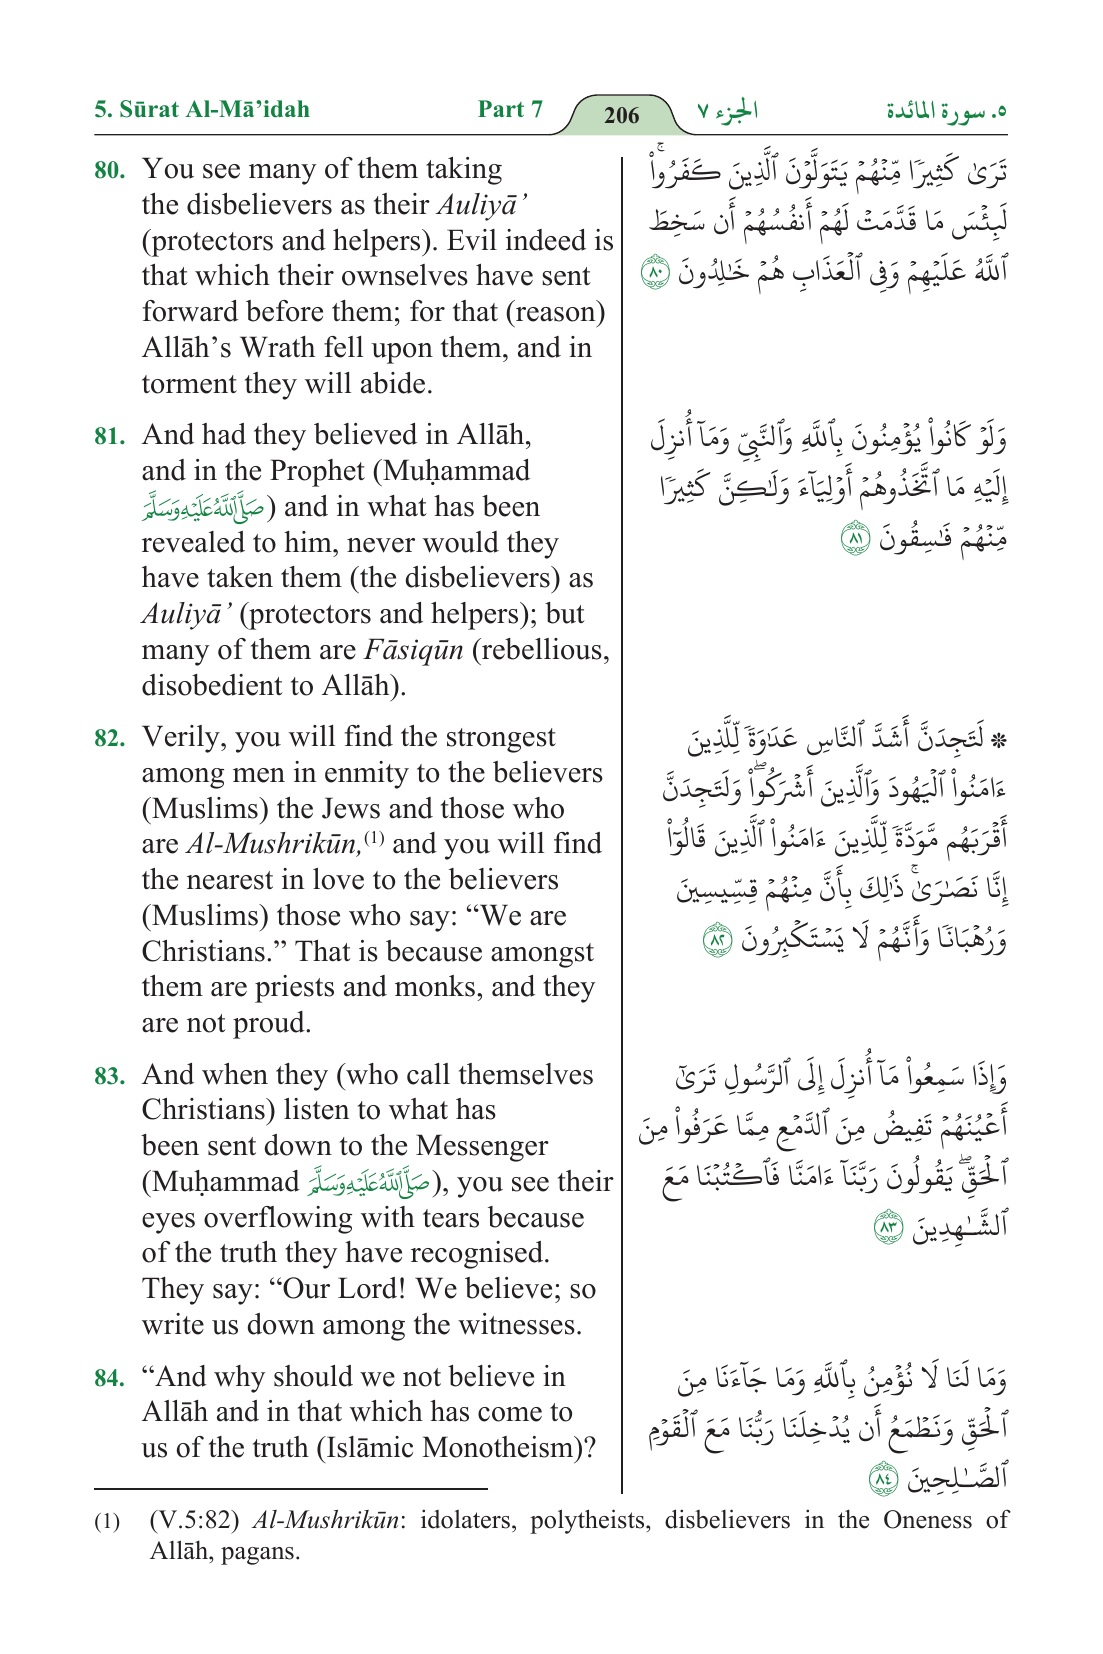 5. Sūrat Al-Mā’idah Part 7 206 الجزء ٧ ٥. سورة المائدة
80. You see many of them taking
the disbelievers as their Auliyā’
(protectors and helpers). Evil indeed is
that which their ownselves have sent
forward before them; for that (reason)
Allāh’s Wrath fell upon them, and in
torment they will abide.
تَرَىٰ كَثِيرٗا مِّنۡهُمۡ يَتَوَلَّوۡنَ ٱلَّذِينَ كَفَرُواْۚ
لَبِئۡسَ مَا قَدَّمَتۡ لَهُمۡ أَنفُسُهُمۡ أَن سَخِطَ
ٱللَّهُ عَلَيۡهِمۡ وَفِي ٱلۡعَذَابِ هُمۡ خَٰلِدُونَ ٨٠
81. And had they believed in Allāh,
and in the Prophet (Muḥammad
صَلَّى ٱللَّهُ عَلَيْهِ وَسَلَّمَ) and in what has been
revealed to him, never would they
have taken them (the disbelievers) as
Auliyā’ (protectors and helpers); but
many of them are Fāsiqūn (rebellious,
disobedient to Allāh).
وَلَوۡ كَانُواْ يُؤۡمِنُونَ بِٱللَّهِ وَٱلنَّبِيِّ وَمَآ أُنزِلَ
إِلَيۡهِ مَا ٱتَّخَذُوهُمۡ أَوۡلِيَآءَ وَلَٰكِنَّ كَثِيرٗا
مِّنۡهُمۡ فَٰسِقُونَ ٨١
82. Verily, you will find the strongest
among men in enmity to the believers
(Muslims) the Jews and those who
are Al-Mushrikūn,(1) and you will find
the nearest in love to the believers
(Muslims) those who say: “We are
Christians.” That is because amongst
them are priests and monks, and they
are not proud.
۞ لَتَجِدَنَّ أَشَدَّ ٱلنَّاسِ عَدَٰوَةٗ لِّلَّذِينَ
ءَامَنُواْ ٱلۡيَهُودَ وَٱلَّذِينَ أَشۡرَكُواْۖ وَلَتَجِدَنَّ
أَقۡرَبَهُم مَّوَدَّةٗ لِّلَّذِينَ ءَامَنُواْ ٱلَّذِينَ قَالُوٓاْ
إِنَّا نَصَٰرَىٰۚ ذَٰلِكَ بِأَنَّ مِنۡهُمۡ قِسِّيسِينَ
وَرُهۡبَانٗا وَأَنَّهُمۡ لَا يَسۡتَكۡبِرُونَ ٨٢
83. And when they (who call themselves
Christians) listen to what has
been sent down to the Messenger
(Muḥammad صَلَّى ٱللَّهُ عَلَيْهِ وَسَلَّمَ), you see their
eyes overflowing with tears because
of the truth they have recognised.
They say: “Our Lord! We believe; so
write us down among the witnesses.
وَإِذَا سَمِعُواْ مَآ أُنزِلَ إِلَى ٱلرَّسُولِ تَرَىٰٓ
أَعۡيُنَهُمۡ تَفِيضُ مِنَ ٱلدَّمۡعِ مِمَّا عَرَفُواْ مِنَ
ٱلۡحَقِّۖ يَقُولُونَ رَبَّنَآ ءَامَنَّا فَٱكۡتُبۡنَا مَعَ
ٱلشَّٰهِدِينَ ٨٣
84. “And why should we not believe in
Allāh and in that which has come to
us of the truth (Islāmic Monotheism)?
وَمَا لَنَا لَا نُؤۡمِنُ بِٱللَّهِ وَمَا جَآءَنَا مِنَ
ٱلۡحَقِّ وَنَطۡمَعُ أَن يُدۡخِلَنَا رَبُّنَا مَعَ ٱلۡقَوۡمِ
ٱلصَّٰلِحِينَ ٨٤
(1) (V.5:82) Al-Mushrikūn: idolaters, polytheists, disbelievers in the Oneness of
Allāh, pagans.